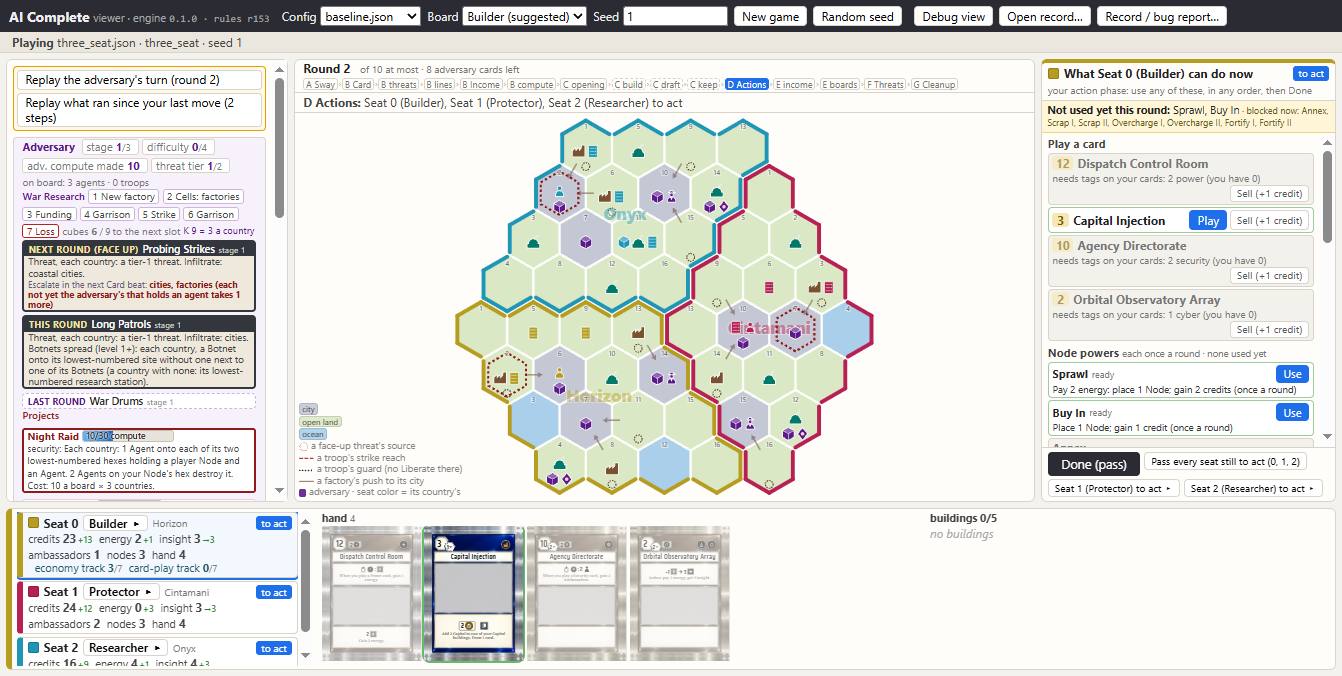 AI Complete viewer · engine 0.1.0 · rules r153 Config baseline.json Board Builder (suggested) Seed 1 New game Random seed Debug view Open record... Record / bug report...
Playing three_seat.json · three_seat · seed 1
Replay the adversary's turn (round 2)
Replay what ran since your last move (2 steps)
Adversary stage 1/3 difficulty 0/4
adv. compute made 10 threat tier 1/2
on board: 3 agents · 0 troops
War Research 1 New factory 2 Cells: factories
3 Funding 4 Garrison 5 Strike 6 Garrison
7 Loss cubes 6 / 9 to the next slot K 9 = 3 a country
NEXT ROUND (FACE UP) Probing Strikes stage 1
Threat, each country: a tier-1 threat. Infiltrate: coastal cities.
Escalate in the next Card beat: cities, factories (each not yet the adversary's that holds an agent takes 1 more)
THIS ROUND Long Patrols stage 1
Threat, each country: a tier-1 threat. Infiltrate: cities.
Botnets spread (level 1+): each country, a Botnet onto its lowest-numbered site without one next to one of its Botnets (a country with none: its lowest-numbered research station).
LAST ROUND War Drums stage 1
Projects
Night Raid 10/30 compute
security: Each country: 1 Agent onto each of its two lowest-numbered hexes holding a player Node and an Agent. 2 Agents on your Node's hex destroy it.
Cost: 10 a board × 3 countries.
Round 2 of 10 at most · 8 adversary cards left
A Sway B Card B threats B lines B Income B compute C opening C build C draft C keep D Actions E income E boards F Threats G Cleanup
D Actions: Seat 0 (Builder), Seat 1 (Protector), Seat 2 (Researcher) to act
Onyx
Cintamani
Horizon
city
open land
ocean
a face-up threat's source
a troop's strike reach
a troop's guard (no Liberate there)
a factory's push to its city
adversary · seat color = its country's
What Seat 0 (Builder) can do now to act
your action phase: use any of these, in any order, then Done
Not used yet this round: Sprawl, Buy In · blocked now: Annex, Scrap I, Scrap II, Overcharge I, Overcharge II, Fortify I, Fortify II
Play a card
12 Dispatch Control Room
needs tags on your cards: 2 power (you have 0)
Sell (+1 credit)
3 Capital Injection Play Sell (+1 credit)
10 Agency Directorate
needs tags on your cards: 2 security (you have 0)
Sell (+1 credit)
2 Orbital Observatory Array
needs tags on your cards: 1 cyber (you have 0)
Sell (+1 credit)
Node powers each once a round · none used yet
Sprawl ready Use
Pay 2 energy: place 1 Node; gain 2 credits (once a round)
Buy In ready Use
Place 1 Node; gain 1 credit (once a round)
Done (pass) Pass every seat still to act (0, 1, 2)
Seat 1 (Protector) to act Seat 2 (Researcher) to act
Seat 0 Builder Horizon to act
credits 23 +13 energy 2 +1 insight 3 →3
ambassadors 1 nodes 3 hand 4
economy track 3/7 card-play track 0/7
Seat 1 Protector Cintamani to act
credits 24 +12 energy 0 +3 insight 3 →3
ambassadors 2 nodes 3 hand 4
Seat 2 Researcher Onyx to act
credits 16 +9 energy 4 +1 insight 4 +3
hand 4
12 Dispatch Control Room
3 Capital Injection
10 Agency Directorate
2 Orbital Observatory Array
buildings 0/5
no buildings